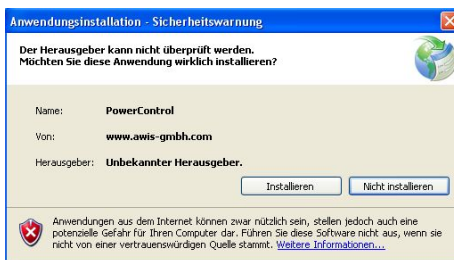 Anwendungsinstallation - Sicherheitswarnung
Der Herausgeber kann nicht überprüft werden.
Möchten Sie diese Anwendung wirklich installieren?
Name: PowerControl
Von: www.awis-gmbh.com
Herausgeber: Unbekannter Herausgeber.
Installieren Nicht installieren
Anwendungen aus dem Internet können zwar nützlich sein, stellen jedoch auch eine
potenzielle Gefahr für Ihren Computer dar. Führen Sie diese Software nicht aus, wenn sie
nicht von einer vertrauenswürdigen Quelle stammt. Weitere Informationen...